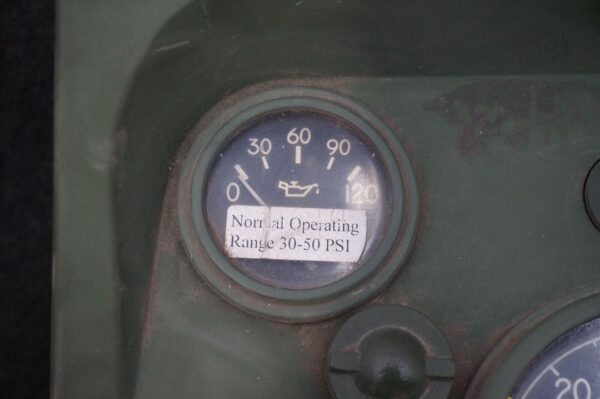 0 30 60 90 120
Normal Operating
Range 30-50 PSI
20